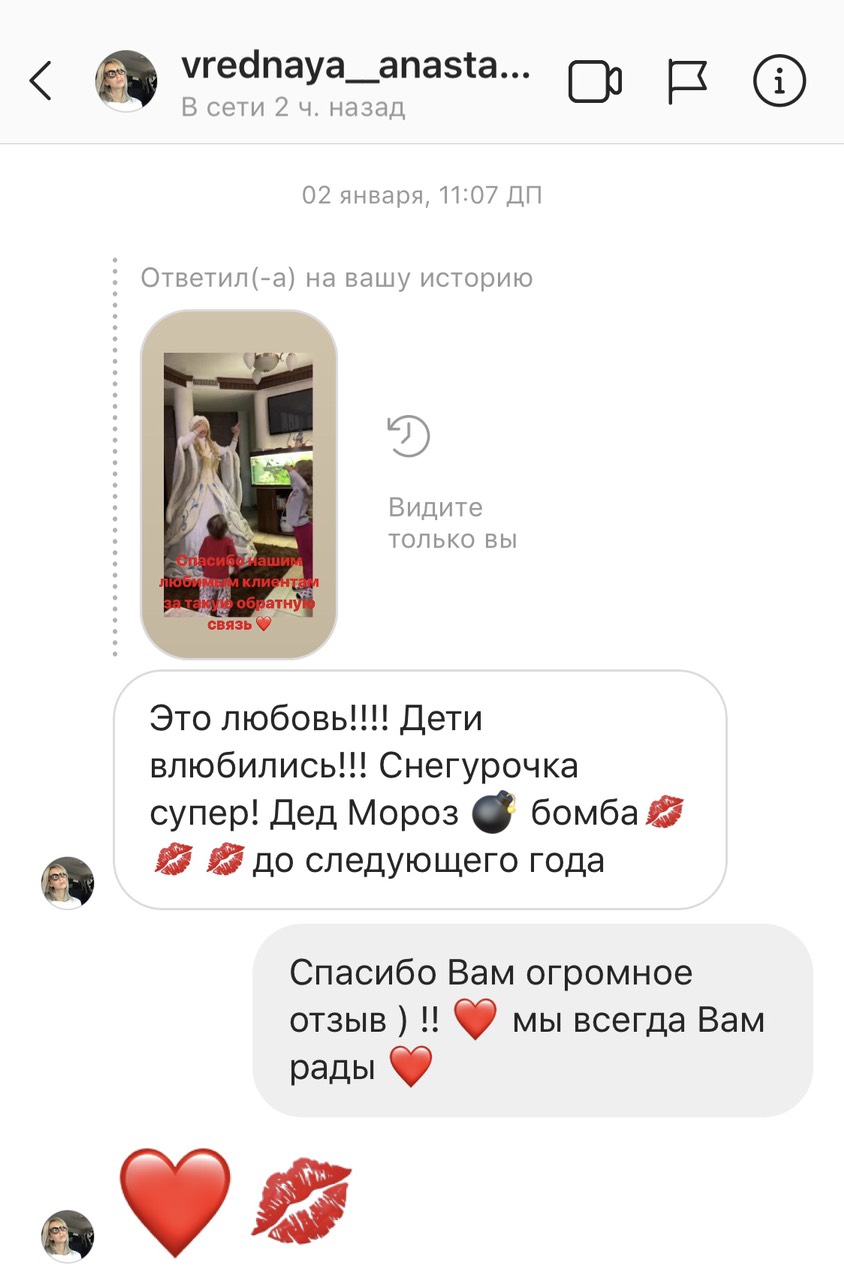 vrednaya__anasta...
В сети 2 ч. назад
02 января, 11:07 ДП
Ответил(-а) на вашу историю
Спасибо нашим
любимым клиентам
за такую обратную
связь ❤️
Видите
только вы
Это любовь!!!! Дети
влюбились!!! Снегурочка
супер! Дед Мороз 💣 бомба💋
💋 💋 до следующего года
Спасибо Вам огромное
отзыв ) !! ❤️ мы всегда Вам
рады ❤️
❤️ 💋